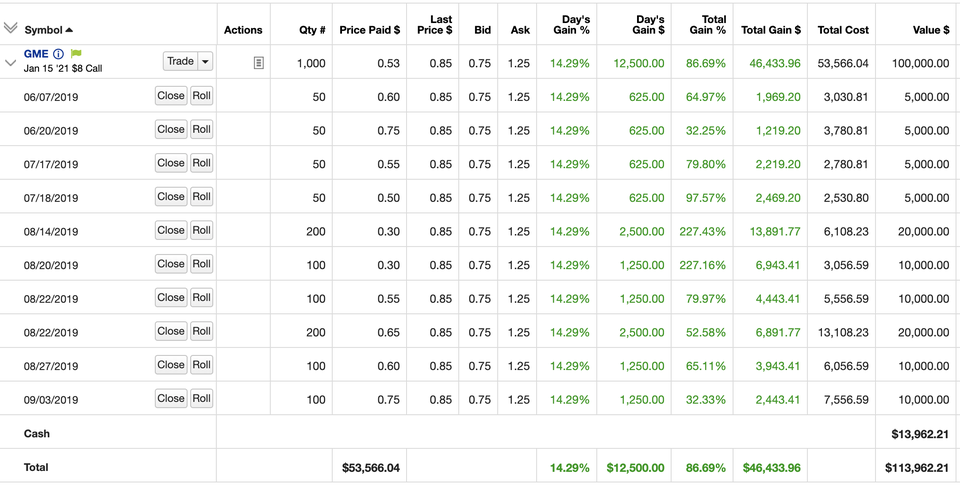 Symbol Actions Qty # Price Paid $ Last Price $ Bid Ask Day's Gain % Day's Gain $ Total Gain % Total Gain $ Total Cost Value $
GME Trade 1,000 0.53 0.85 0.75 1.25 14.29% 12,500.00 86.69% 46,433.96 53,566.04 100,000.00
Jan 15 '21 $8 Call
06/07/2019 Close Roll 50 0.60 0.85 0.75 1.25 14.29% 625.00 64.97% 1,969.20 3,030.81 5,000.00
06/20/2019 Close Roll 50 0.75 0.85 0.75 1.25 14.29% 625.00 32.25% 1,219.20 3,780.81 5,000.00
07/17/2019 Close Roll 50 0.55 0.85 0.75 1.25 14.29% 625.00 79.80% 2,219.20 2,780.81 5,000.00
07/18/2019 Close Roll 50 0.50 0.85 0.75 1.25 14.29% 625.00 97.57% 2,469.20 2,530.80 5,000.00
08/14/2019 Close Roll 200 0.30 0.85 0.75 1.25 14.29% 2,500.00 227.43% 13,891.77 6,108.23 20,000.00
08/20/2019 Close Roll 100 0.30 0.85 0.75 1.25 14.29% 1,250.00 227.16% 6,943.41 3,056.59 10,000.00
08/22/2019 Close Roll 100 0.55 0.85 0.75 1.25 14.29% 1,250.00 79.97% 4,443.41 5,556.59 10,000.00
08/22/2019 Close Roll 200 0.65 0.85 0.75 1.25 14.29% 2,500.00 52.58% 6,891.77 13,108.23 20,000.00
08/27/2019 Close Roll 100 0.60 0.85 0.75 1.25 14.29% 1,250.00 65.11% 3,943.41 6,056.59 10,000.00
09/03/2019 Close Roll 100 0.75 0.85 0.75 1.25 14.29% 1,250.00 32.33% 2,443.41 7,556.59 10,000.00
Cash $13,962.21
Total $53,566.04 14.29% $12,500.00 86.69% $46,433.96 $113,962.21